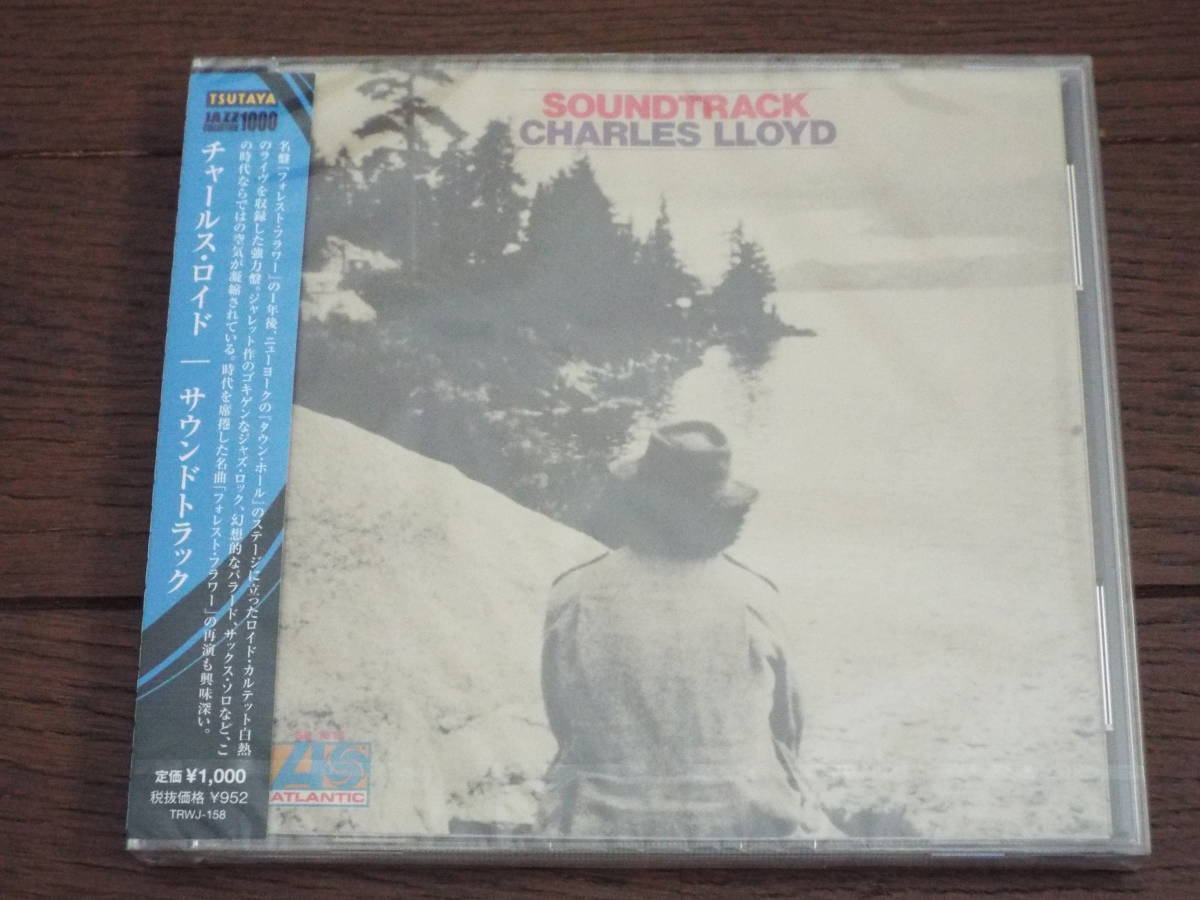 TSUTAYA
JAZZ
COLLECTION
1000
チャールス・ロイド｜サウンドトラック
名盤「フォレスト・フラワー」の1年後、ニューヨークの『タウン・ホール』のステージに立ったロイド・カルテット白熱
のライヴを収録した強力盤。ジャレット作のゴキゲンなジャズ・ロック、幻想的なバラード、サックス・ソロなど、こ
の時代ならではの空気が凝縮されている。時代を席捲した名曲「フォレスト・フラワー」の再演も興味深い。
定価 ¥1,000
税抜価格 ¥952
TRWJ-158
SOUNDTRACK
CHARLES LLOYD
ATLANTIC